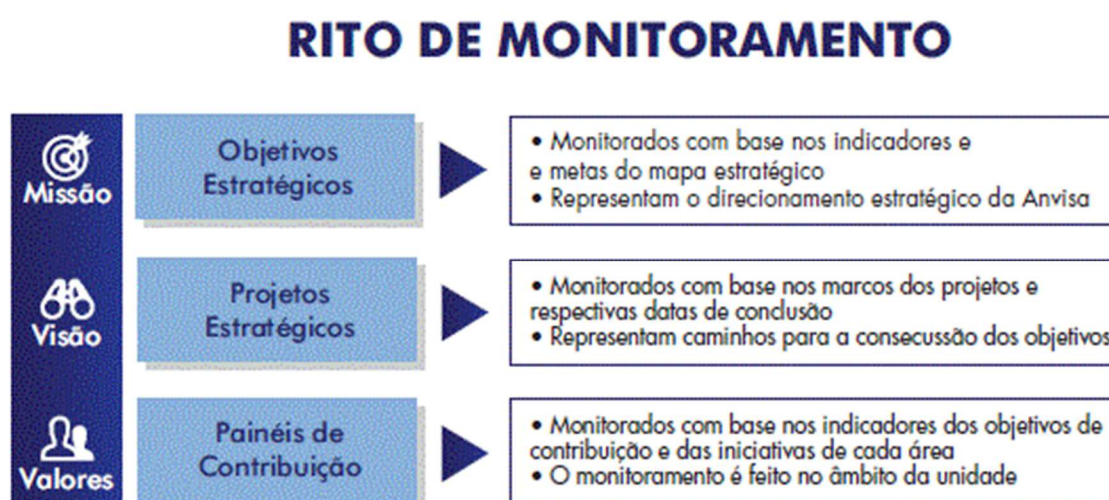 RITO DE MONITORAMENTO
Missão
Objetivos
Estratégicos
• Monitorados com base nos indicadores e
e metas do mapa estratégico
• Representam o direcionamento estratégico da Anvisa
Visão
Projetos
Estratégicos
• Monitorados com base nos marcos dos projetos e
respectivas datas de conclusão
• Representam caminhos para a consecussão dos objetivos
Valores
Painéis de
Contribuição
• Monitorados com base nos indicadores dos objetivos de
contribuição e das iniciativas de cada área
• O monitoramento é feito no âmbito da unidade